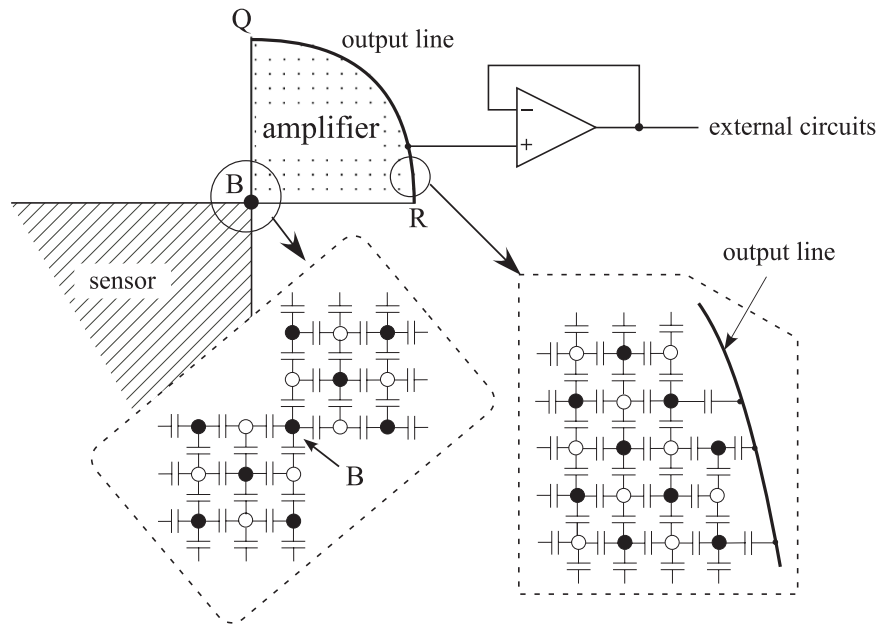 Q
output line
amplifier
−
+
external circuits
B
R
sensor
output line
B